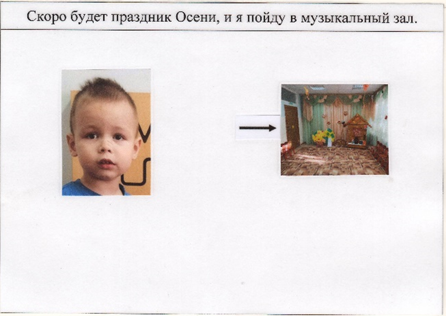 Скоро будет праздник Осени, и я пойду в музыкальный зал.